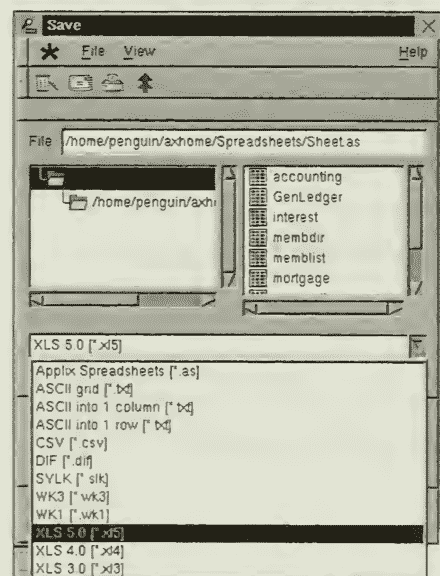 Save
File View Help
File /home/penguin/axhome/Spreadsheets/Sheet.as
/home/penguin/axh
accounting
GenLedger
interest
membdir
memblist
mortgage
XLS 5.0 [*.xl5]
Applix Spreadsheets [*.as]
ASCII grid [*.txt]
ASCII into 1 column [*.txt]
ASCII into 1 row [*.txt]
CSV [*.csv]
DIF [*.dif]
SYLK [*.slk]
WK3 [*.wk3]
WK1 [*.wk1]
XLS 5.0 [*.xl5]
XLS 4.0 [*.xl4]
XLS 3.0 [*.xl3]